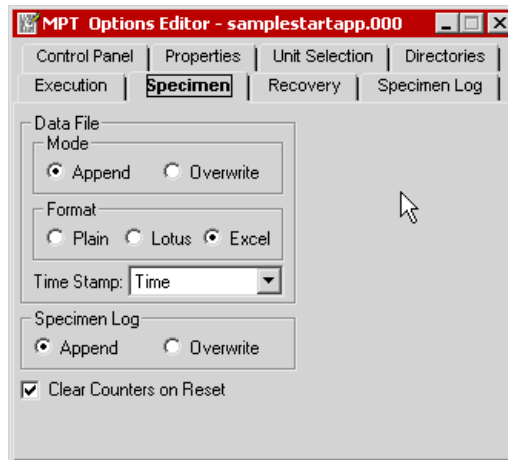 MPT Options Editor - samplestartapp.000
Control Panel Properties Unit Selection Directories
Execution Specimen Recovery Specimen Log
Data File
Mode
Append Overwrite
Format
Plain Lotus Excel
Time Stamp: Time
Specimen Log
Append Overwrite
Clear Counters on Reset